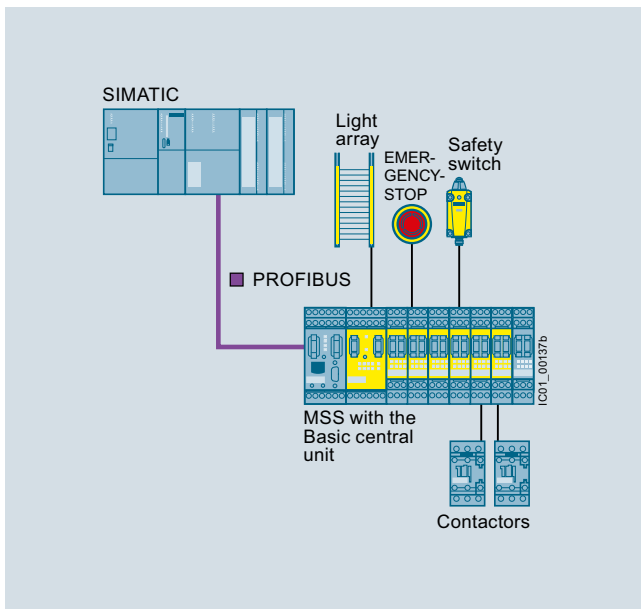 SIMATIC
Light
array
EMER-
GENCY-
STOP
Safety
switch
PROFIBUS
IC01_00137b
MSS with the
Basic central
unit
Contactors